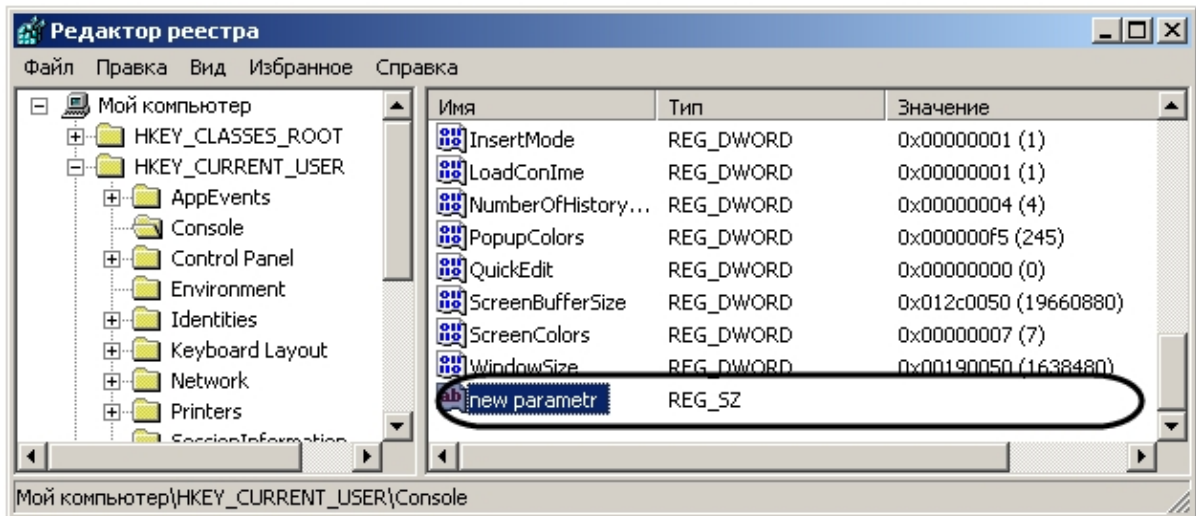 Редактор реестра
Файл Правка Вид Избранное Справка
Мой компьютер
HKEY_CLASSES_ROOT
HKEY_CURRENT_USER
AppEvents
Console
Control Panel
Environment
Identities
Keyboard Layout
Network
Printers
SessionInformation
Имя Тип Значение
InsertMode REG_DWORD 0x00000001 (1)
LoadConIme REG_DWORD 0x00000001 (1)
NumberOfHistory... REG_DWORD 0x00000004 (4)
PopupColors REG_DWORD 0x000000f5 (245)
QuickEdit REG_DWORD 0x00000000 (0)
ScreenBufferSize REG_DWORD 0x012c0050 (19660880)
ScreenColors REG_DWORD 0x00000007 (7)
WindowSize REG_DWORD 0x00190050 (1638480)
new parametr REG_SZ
Мой компьютер\HKEY_CURRENT_USER\Console